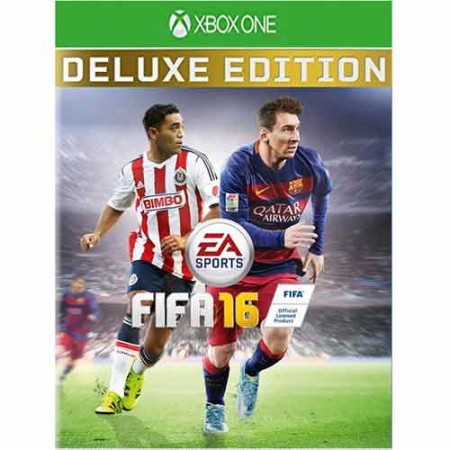 XBOX ONE
DELUXE EDITION
BIMBO
QATAR
AIRWAYS
EA
SPORTS
FIFA 16
FIFA®
Official
Licensed
Product